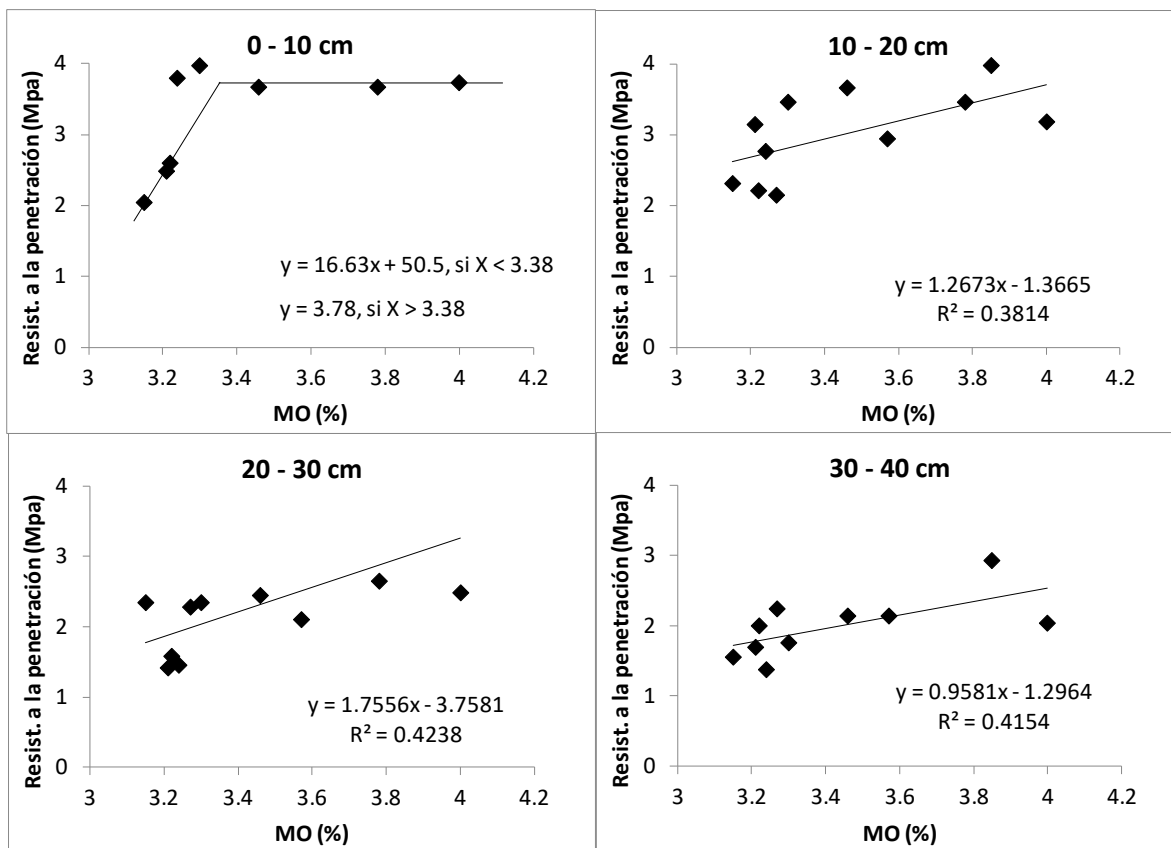 0 - 10 cm
Resist. a la penetración (Mpa)
4
3
2
1
0
y = 16.63x + 50.5, si X < 3.38
y = 3.78, si X > 3.38
3 3.2 3.4 3.6 3.8 4 4.2
MO (%)
10 - 20 cm
Resist. a la penetración (Mpa)
4
3
2
1
0
y = 1.2673x - 1.3665
R² = 0.3814
3 3.2 3.4 3.6 3.8 4 4.2
MO (%)
20 - 30 cm
Resist. a la penetración (Mpa)
4
3
2
1
0
y = 1.7556x - 3.7581
R² = 0.4238
3 3.2 3.4 3.6 3.8 4 4.2
MO (%)
30 - 40 cm
Resist. a la penetración (Mpa)
4
3
2
1
0
y = 0.9581x - 1.2964
R² = 0.4154
3 3.2 3.4 3.6 3.8 4 4.2
MO (%)